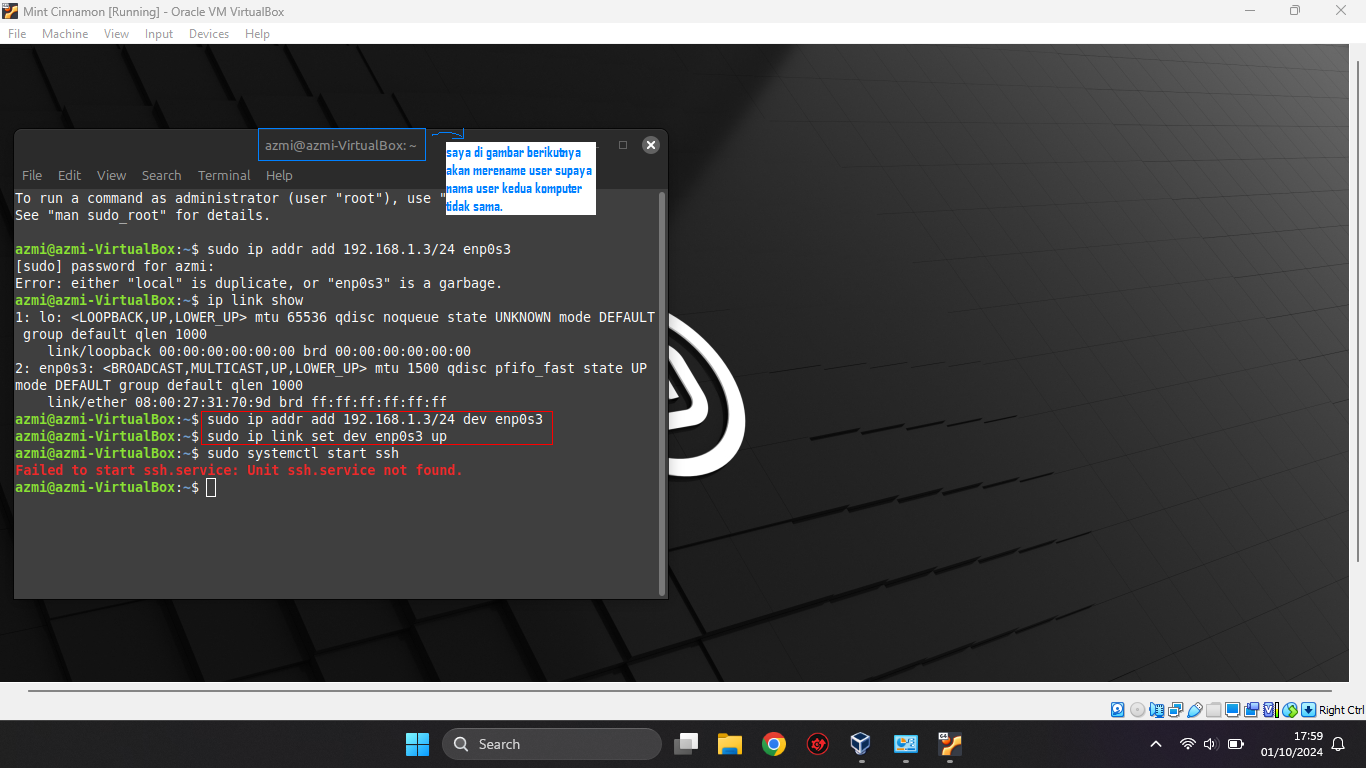 Mint Cinnamon [Running] - Oracle VM VirtualBox
File Machine View Input Devices Help
azmi@azmi-VirtualBox: ~
saya di gambar berikutnya
akan merename user supaya
nama user kedua komputer
tidak sama.
File Edit View Search Terminal Help
To run a command as administrator (user "root"), use "
See "man sudo_root" for details.
azmi@azmi-VirtualBox:~$ sudo ip addr add 192.168.1.3/24 enp0s3
[sudo] password for azmi:
Error: either "local" is duplicate, or "enp0s3" is a garbage.
azmi@azmi-VirtualBox:~$ ip link show
1: lo: <LOOPBACK,UP,LOWER_UP> mtu 65536 qdisc noqueue state UNKNOWN mode DEFAULT
group default qlen 1000
link/loopback 00:00:00:00:00:00 brd 00:00:00:00:00:00
2: enp0s3: <BROADCAST,MULTICAST,UP,LOWER_UP> mtu 1500 qdisc pfifo_fast state UP
mode DEFAULT group default qlen 1000
link/ether 08:00:27:31:70:9d brd ff:ff:ff:ff:ff:ff
azmi@azmi-VirtualBox:~$ sudo ip addr add 192.168.1.3/24 dev enp0s3
azmi@azmi-VirtualBox:~$ sudo ip link set dev enp0s3 up
azmi@azmi-VirtualBox:~$ sudo systemctl start ssh
Failed to start ssh.service: Unit ssh.service not found.
azmi@azmi-VirtualBox:~$
Right Ctrl
Search
17:59
01/10/2024